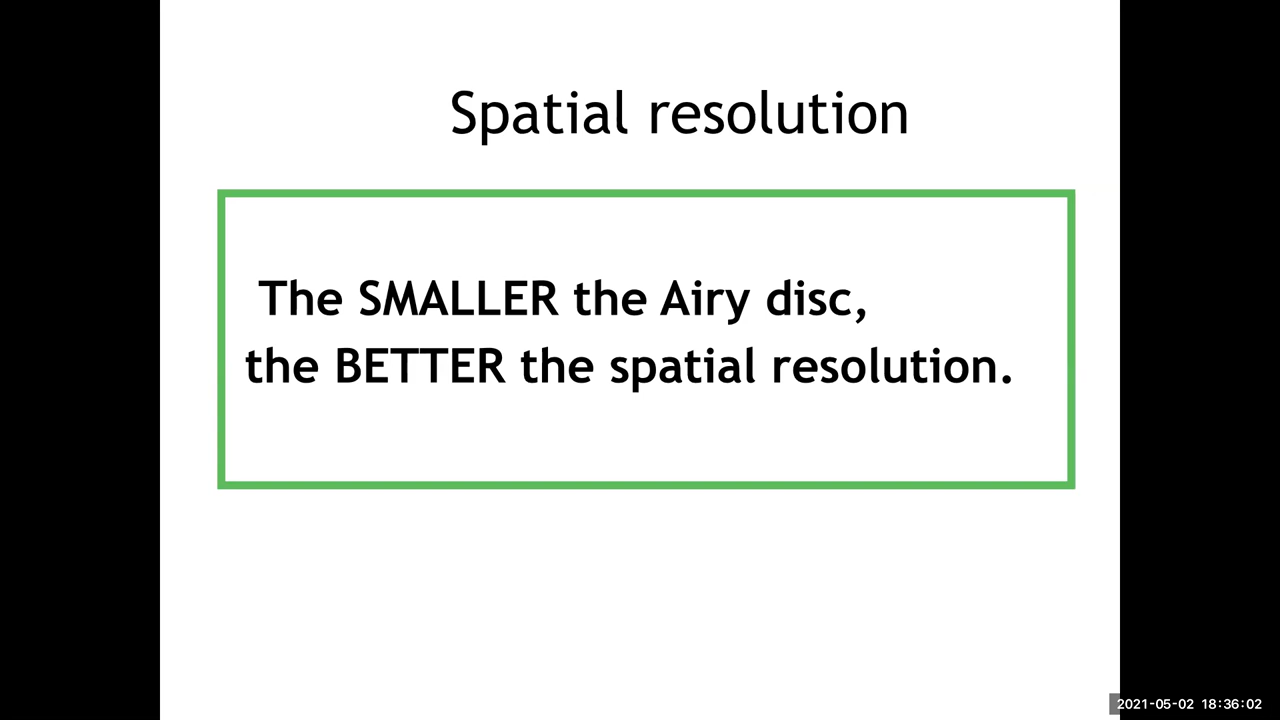 Spatial resolution
The SMALLER the Airy disc,
the BETTER the spatial resolution.
2021-05-02 18:36:02